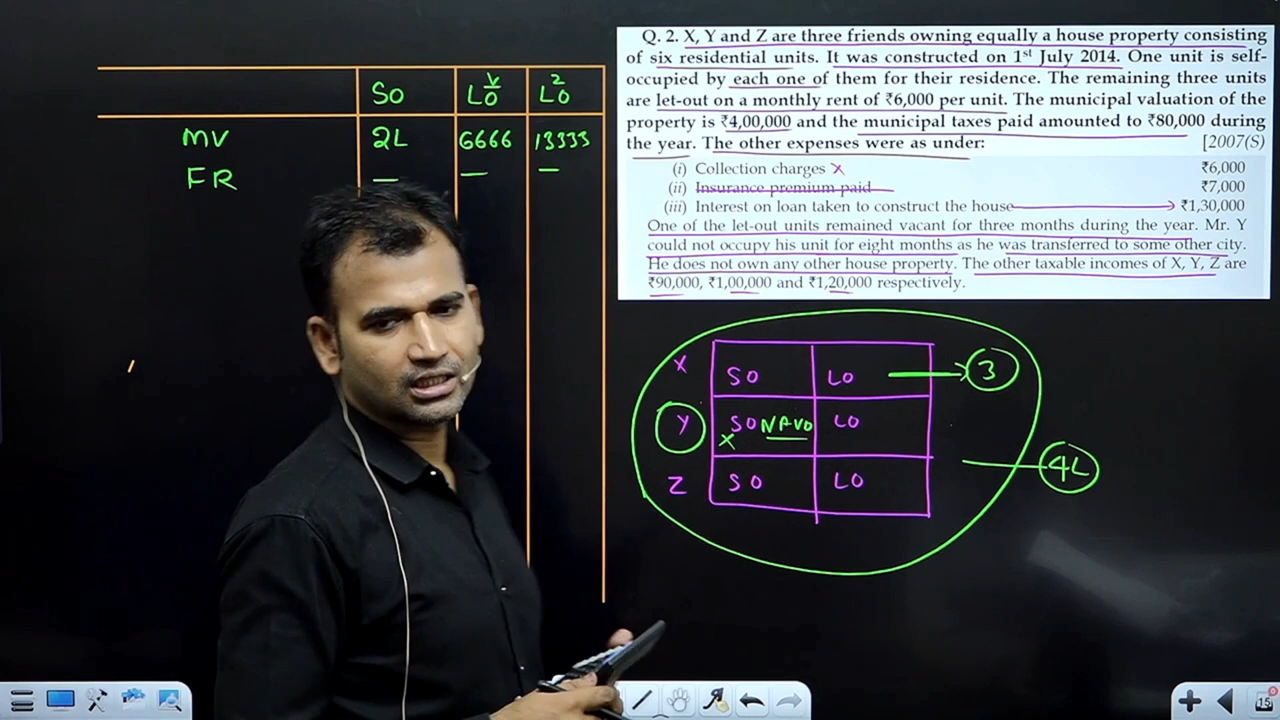 Q. 2. X, Y and Z are three friends owning equally a house property consisting
of six residential units. It was constructed on 1st July 2014. One unit is self-
occupied by each one of them for their residence. The remaining three units
are let-out on a monthly rent of ₹6,000 per unit. The municipal valuation of the
property is ₹4,00,000 and the municipal taxes paid amounted to ₹80,000 during
the year. The other expenses were as under: [2007(S)
(i) Collection charges X ₹6,000
(ii) Insurance premium paid ₹7,000
(iii) Interest on loan taken to construct the house ₹1,30,000
One of the let-out units remained vacant for three months during the year. Mr. Y
could not occupy his unit for eight months as he was transferred to some other city.
He does not own any other house property. The other taxable incomes of X, Y, Z are
₹90,000, ₹1,00,000 and ₹1,20,000 respectively.
SO LO V LO 2
MV 2L 6666 13333
FR — — —
X SO LO 3
Y SO X NAVO LO
4L
Z SO LO
15